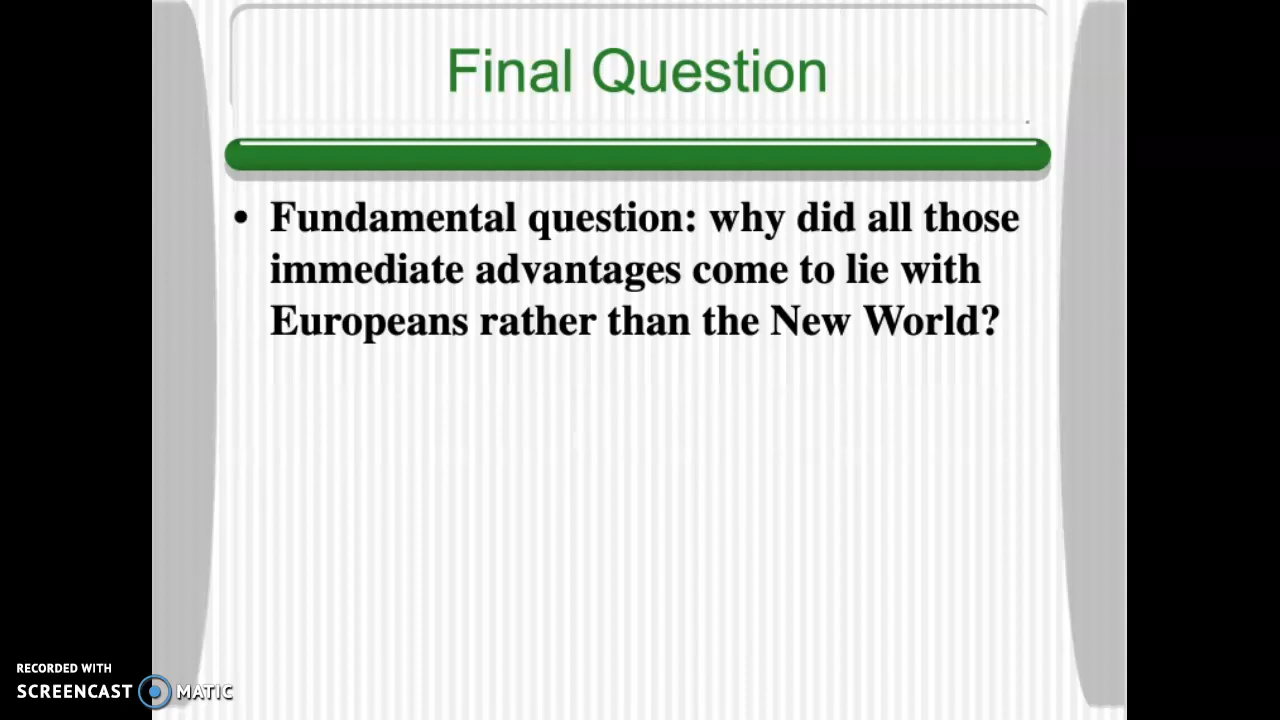 Final Question
• Fundamental question: why did all those
immediate advantages come to lie with
Europeans rather than the New World?
RECORDED WITH
SCREENCAST MATIC